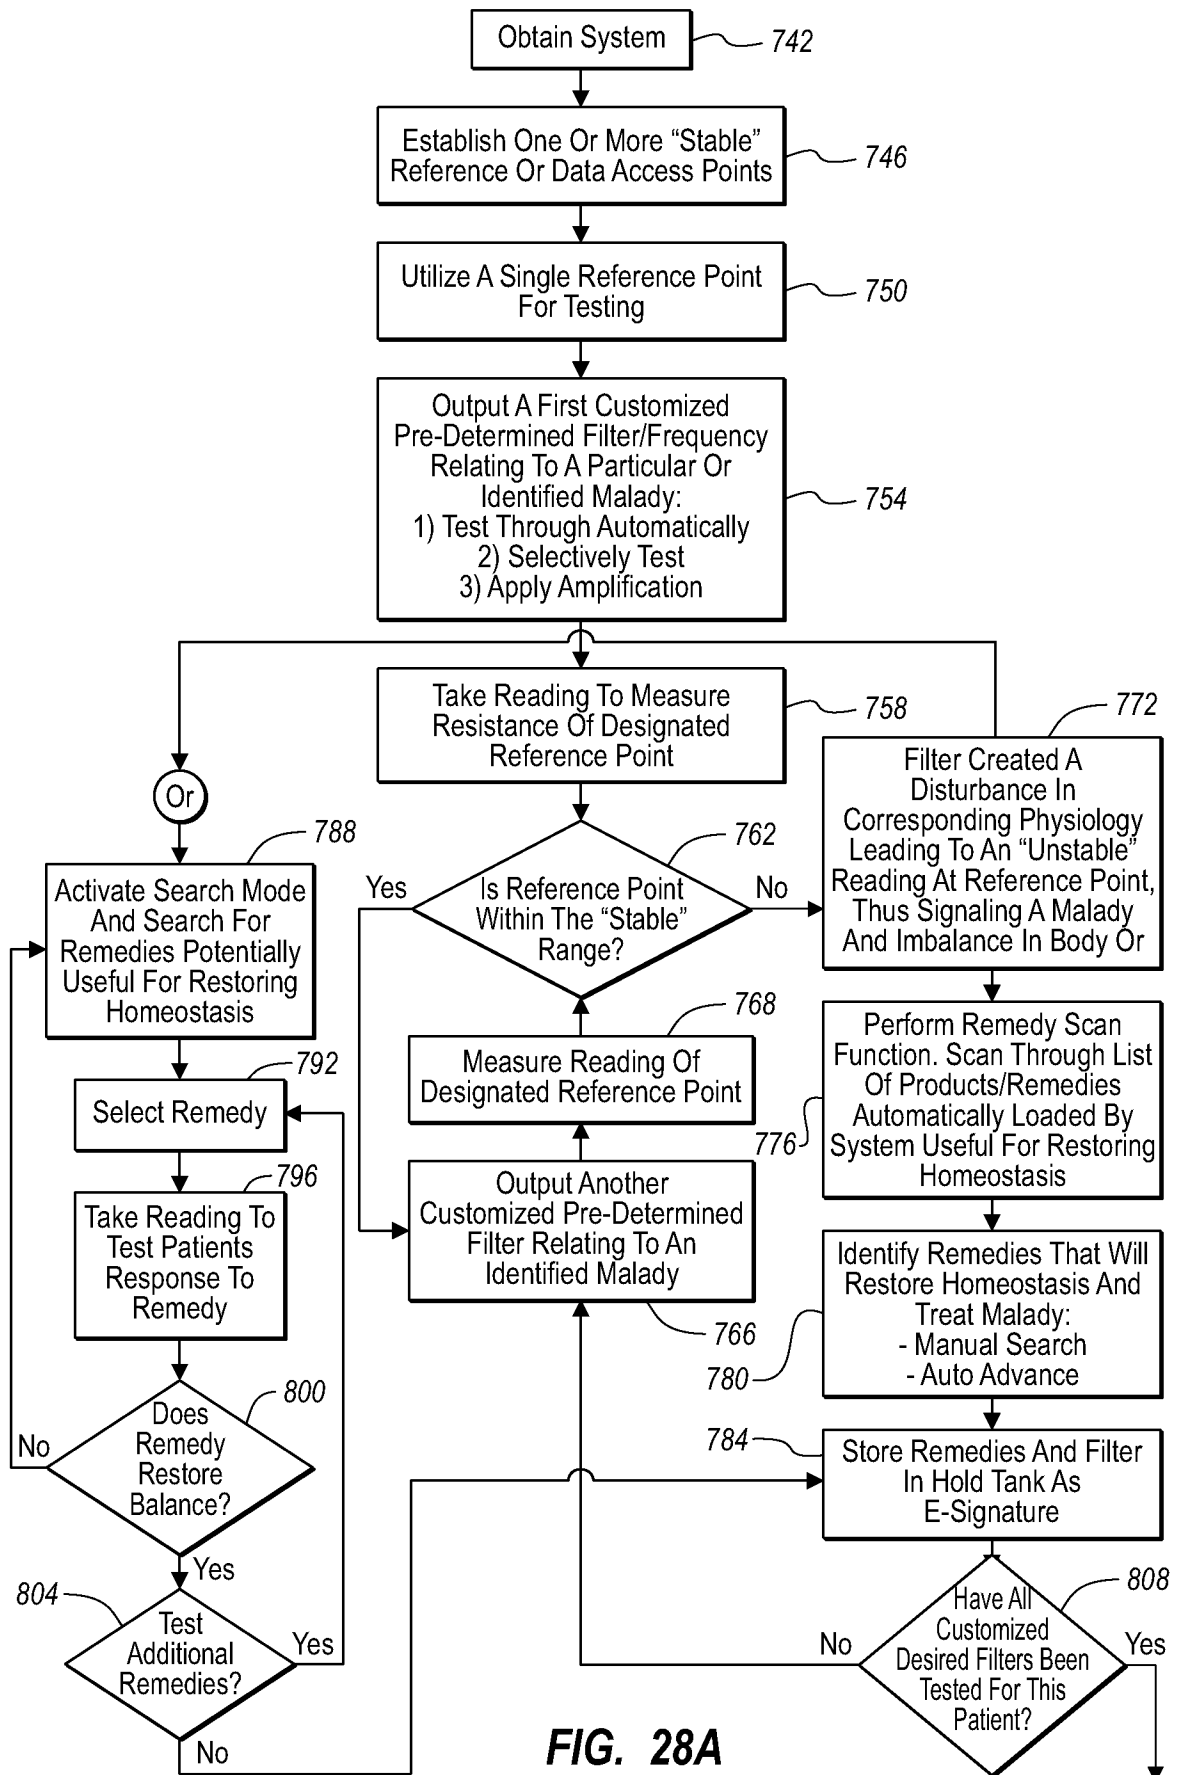 Obtain System
742
Establish One Or More “Stable”
Reference Or Data Access Points
746
Utilize A Single Reference Point
For Testing
750
Output A First Customized
Pre-Determined Filter/Frequency
Relating To A Particular Or
Identified Malady:
1) Test Through Automatically
2) Selectively Test
3) Apply Amplification
754
Take Reading To Measure
Resistance Of Designated
Reference Point
758
772
Filter Created A
Disturbance In
Corresponding Physiology
Leading To An “Unstable”
Reading At Reference Point,
Thus Signaling A Malady
And Imbalance In Body Or
Or
788
Activate Search Mode
And Search For
Remedies Potentially
Useful For Restoring
Homeostasis
762
Yes
Is Reference Point
Within The “Stable”
Range?
No
768
Measure Reading Of
Designated Reference Point
Perform Remedy Scan
Function. Scan Through List
Of Products/Remedies
Automatically Loaded By
System Useful For Restoring
Homeostasis
776
792
Select Remedy
796
Take Reading To
Test Patients
Response To
Remedy
Output Another
Customized Pre-Determined
Filter Relating To An
Identified Malady
766
Identify Remedies That Will
Restore Homeostasis And
Treat Malady:
- Manual Search
- Auto Advance
780
800
Does
Remedy
Restore
Balance?
No
Yes
784
Store Remedies And Filter
In Hold Tank As
E-Signature
804
Test
Additional
Remedies?
Yes
No
808
Have All
Customized
Desired Filters Been
Tested For This
Patient?
No
Yes
FIG. 28A